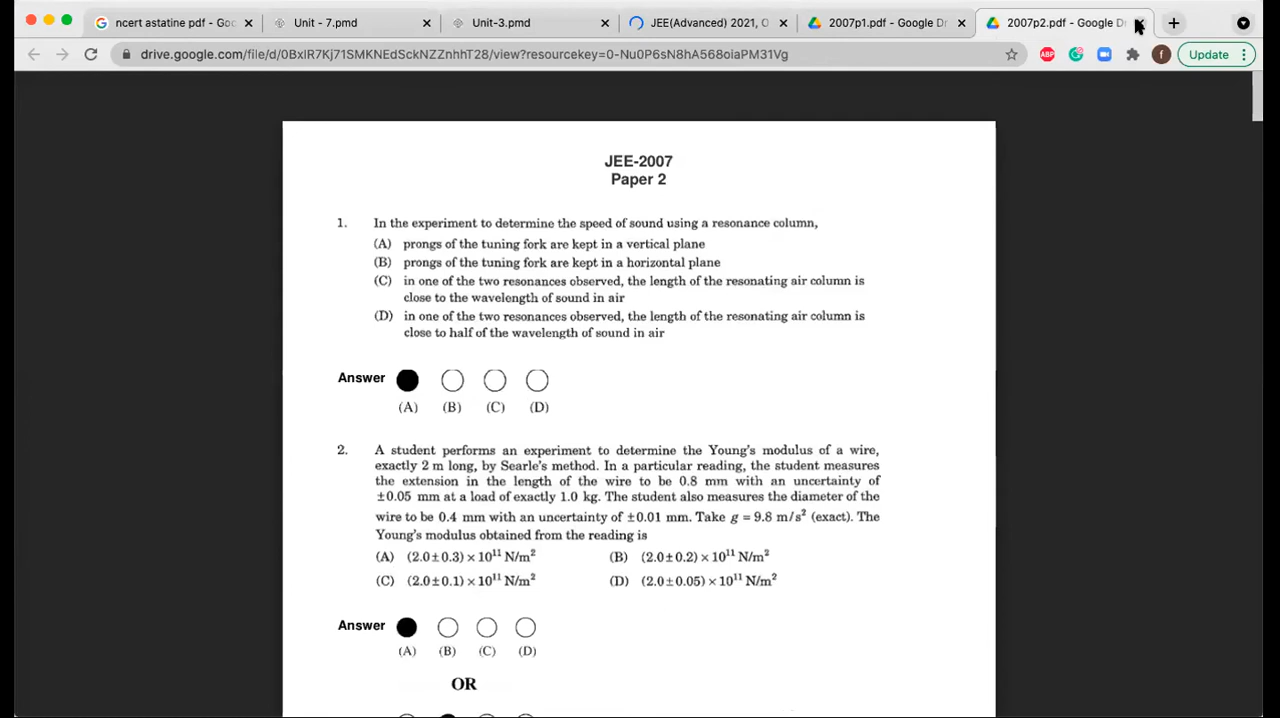 ncert astatine pdf - Goo
Unit - 7.pmd
Unit-3.pmd
JEE(Advanced) 2021, O
2007p1.pdf - Google Dr
2007p2.pdf - Google Dr
drive.google.com/file/d/0BxlR7Kj71SMKNEdSckNZZnhhT28/view?resourcekey=0-Nu0P6sN8hA568oiaPM31Vg
ABP
f
Update
JEE-2007
Paper 2
1. In the experiment to determine the speed of sound using a resonance column,
(A) prongs of the tuning fork are kept in a vertical plane
(B) prongs of the tuning fork are kept in a horizontal plane
(C) in one of the two resonances observed, the length of the resonating air column is
close to the wavelength of sound in air
(D) in one of the two resonances observed, the length of the resonating air column is
close to half of the wavelength of sound in air
Answer
(A) (B) (C) (D)
2. A student performs an experiment to determine the Young's modulus of a wire,
exactly 2 m long, by Searle's method. In a particular reading, the student measures
the extension in the length of the wire to be 0.8 mm with an uncertainty of
±0.05 mm at a load of exactly 1.0 kg. The student also measures the diameter of the
wire to be 0.4 mm with an uncertainty of ±0.01 mm. Take g = 9.8 m/s² (exact). The
Young's modulus obtained from the reading is
(A) (2.0±0.3)×10¹¹ N/m² (B) (2.0±0.2)×10¹¹ N/m²
(C) (2.0±0.1)×10¹¹ N/m² (D) (2.0±0.05)×10¹¹ N/m²
Answer
(A) (B) (C) (D)
OR